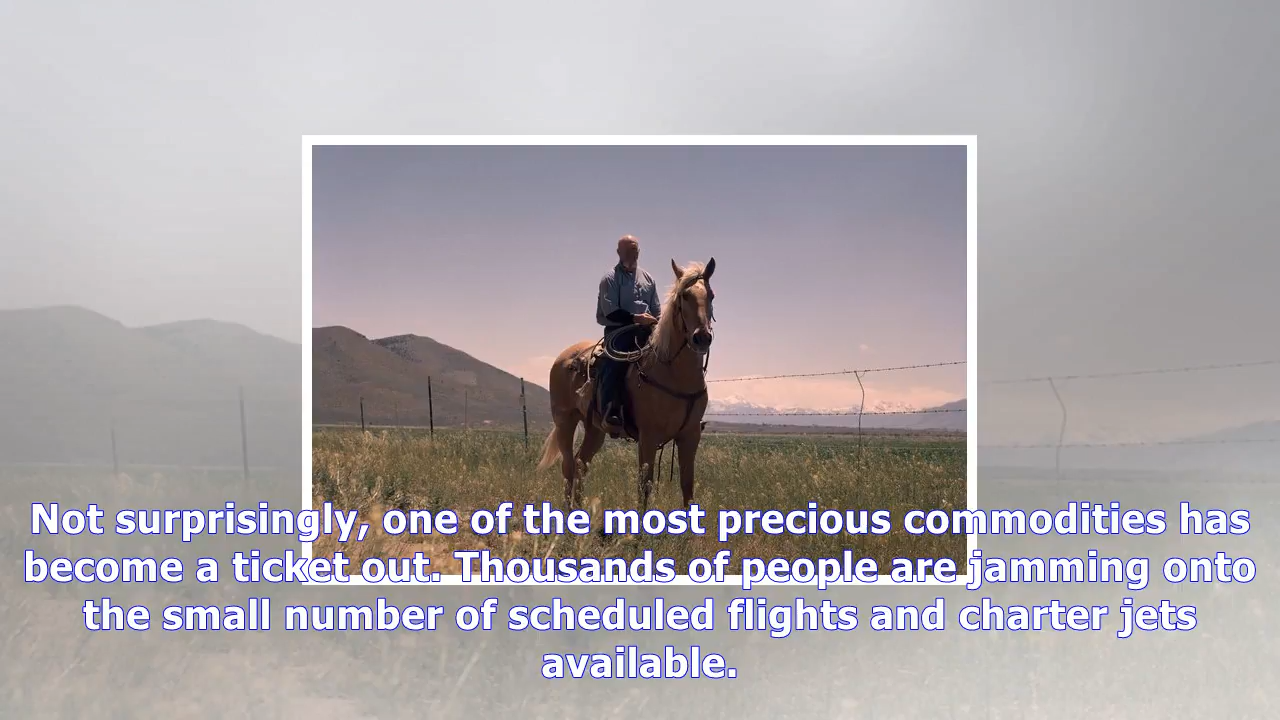 Not surprisingly, one of the most precious commodities has
become a ticket out. Thousands of people are jamming onto
the small number of scheduled flights and charter jets
available.